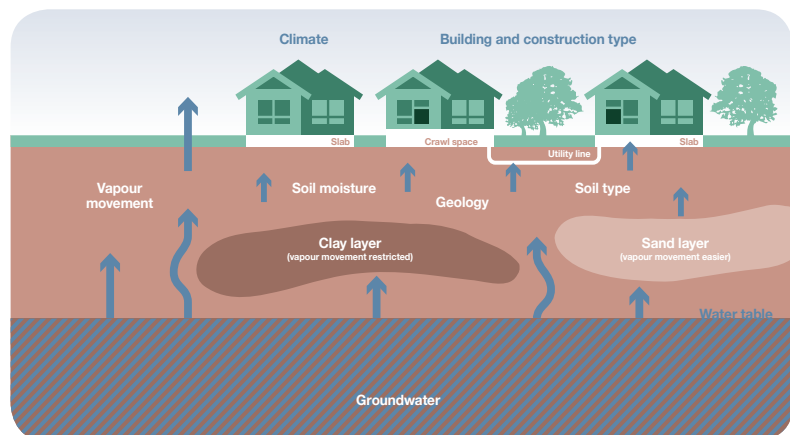 Climate
Building and construction type
Slab
Crawl space
Slab
Utility line
Vapour
movement
Soil moisture
Soil type
Geology
Clay layer
(vapour movement restricted)
Sand layer
(vapour movement easier)
Water table
Groundwater